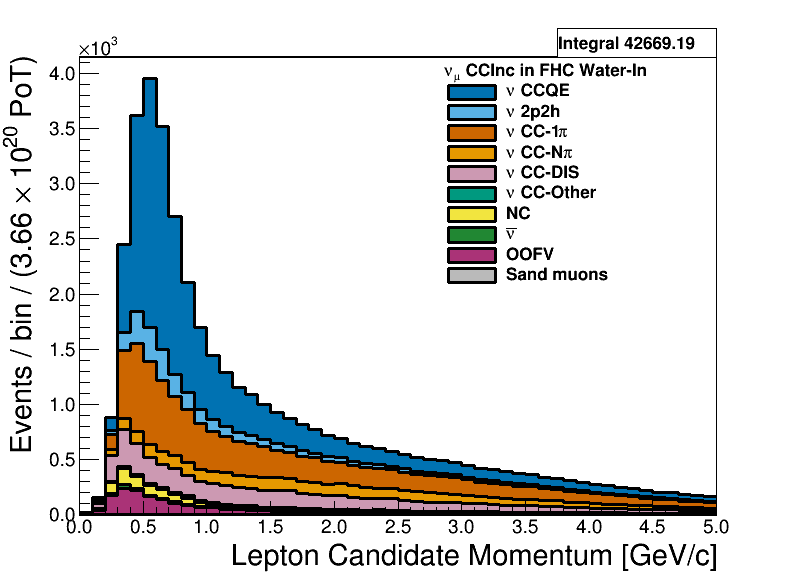 Integral 42669.19
×10³
ν_μ CCInc in FHC Water-In
ν CCQE
ν 2p2h
ν CC-1π
ν CC-Nπ
ν CC-DIS
ν CC-Other
NC
ν̅
OOFV
Sand muons
Events / bin / (3.66 × 10²⁰ PoT)
4.0
3.5
3.0
2.5
2.0
1.5
1.0
0.5
0.0
0.0 0.5 1.0 1.5 2.0 2.5 3.0 3.5 4.0 4.5 5.0
Lepton Candidate Momentum [GeV/c]